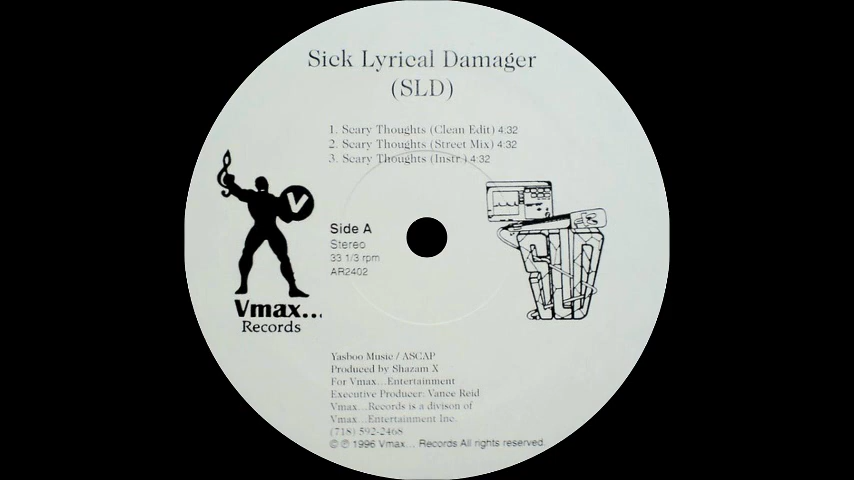 Sick Lyrical Damager
(SLD)
1. Scary Thoughts (Clean Edit) 4:32
2. Scary Thoughts (Street Mix) 4:32
3. Scary Thoughts (Instr.) 4:32
V
Side A
Stereo
33 1/3 rpm
AR2402
Vmax...
Records
Yasboo Music / ASCAP
Produced by Shazam X
For Vmax...Entertainment
Executive Producer: Vance Reid
Vmax...Records is a divison of
Vmax...Entertainment Inc.
(718) 592-2468
© ℗ 1996 Vmax... Records All rights reserved.